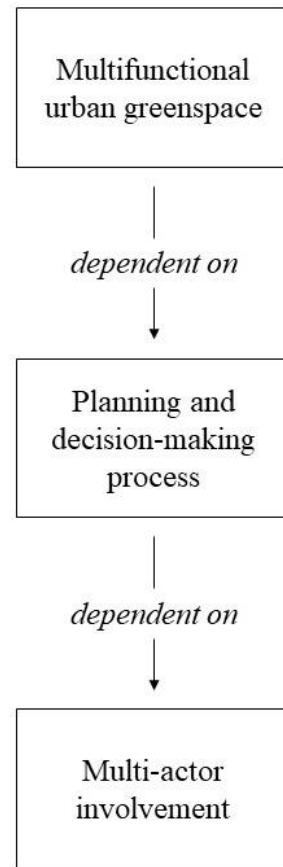 Multifunctional
urban greenspace
dependent on
Planning and
decision-making
process
dependent on
Multi-actor
involvement